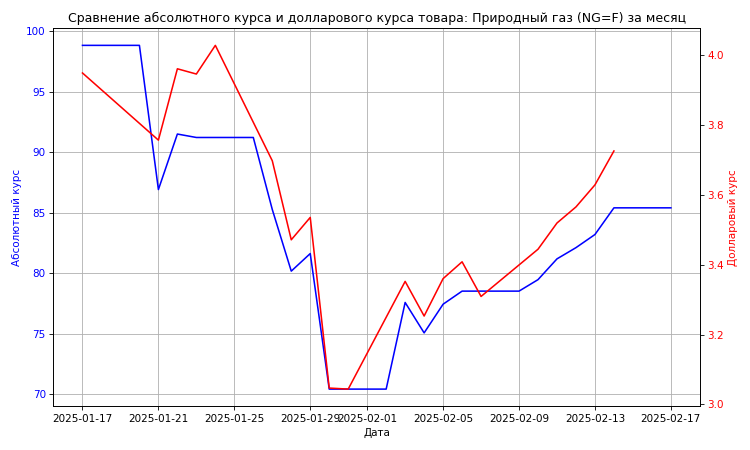 Сравнение абсолютного курса и долларового курса товара: Природный газ (NG=F) за месяц
100
95
90
85
80
75
70
Абсолютный курс
4.0
3.8
3.6
3.4
3.2
3.0
Долларовый курс
2025-01-17 2025-01-21 2025-01-25 2025-01-29 2025-02-01 2025-02-05 2025-02-09 2025-02-13 2025-02-17
Дата